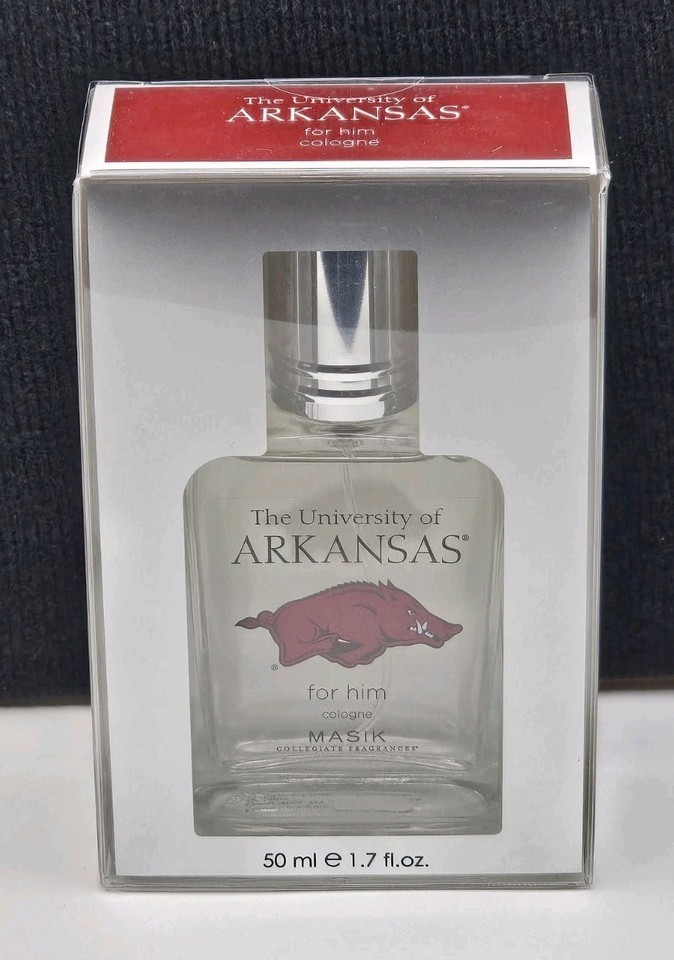 The University of
ARKANSAS®
for him
cologne
The University of
ARKANSAS®
®
for him
cologne
MASIK
COLLEGIATE FRAGRANCES
50 ml ℮ 1.7 fl.oz.